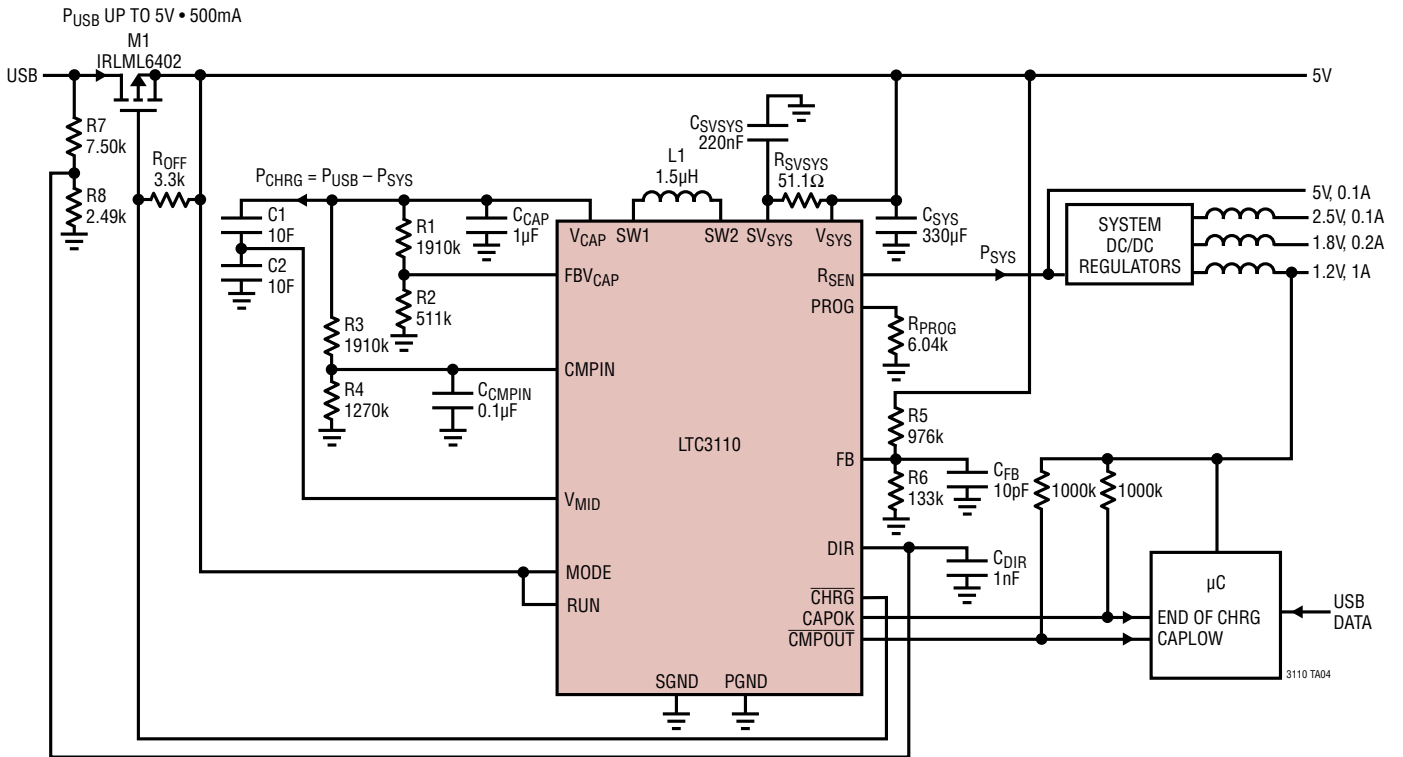 P_USB UP TO 5V • 500mA
M1
IRLML6402
USB
5V
R7
7.50k
R8
2.49k
R_OFF
3.3k
P_CHRG = P_USB – P_SYS
C1
10F
C2
10F
R1
1910k
R2
511k
C_CAP
1µF
L1
1.5µH
C_SVSYS
220nF
R_SVSYS
51.1Ω
C_SYS
330µF
R3
1910k
R4
1270k
C_CMPIN
0.1µF
V_CAP SW1 SW2 SV_SYS V_SYS
FBV_CAP
CMPIN
V_MID
MODE
RUN
LTC3110
SGND PGND
R_SEN
PROG
FB
DIR
CHRG
CAPOK
CMPOUT
P_SYS
SYSTEM
DC/DC
REGULATORS
5V, 0.1A
2.5V, 0.1A
1.8V, 0.2A
1.2V, 1A
R_PROG
6.04k
R5
976k
R6
133k
C_FB
10pF
1000k
1000k
C_DIR
1nF
µC
END OF CHRG
CAPLOW
USB
DATA
3110 TA04